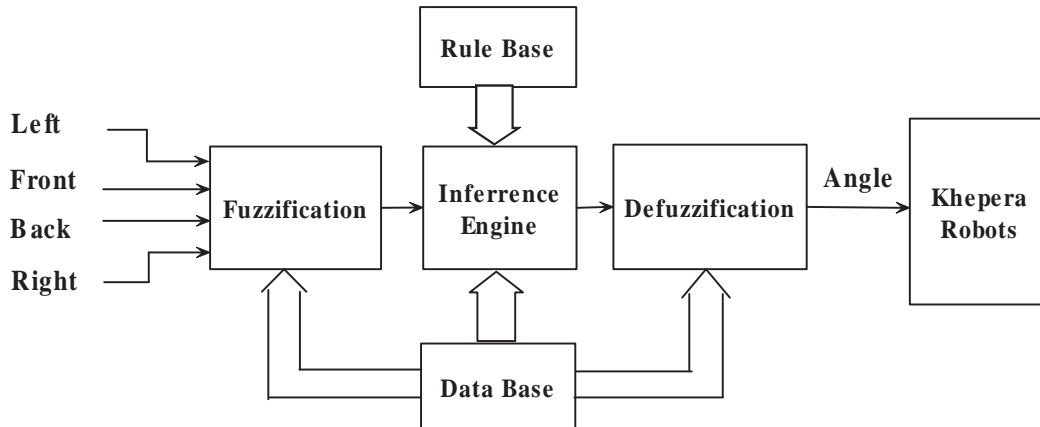 Rule Base
Left
Front
Back
Right
Fuzzification
Inferrence
Engine
Defuzzification
Angle
Khepera
Robots
Data Base